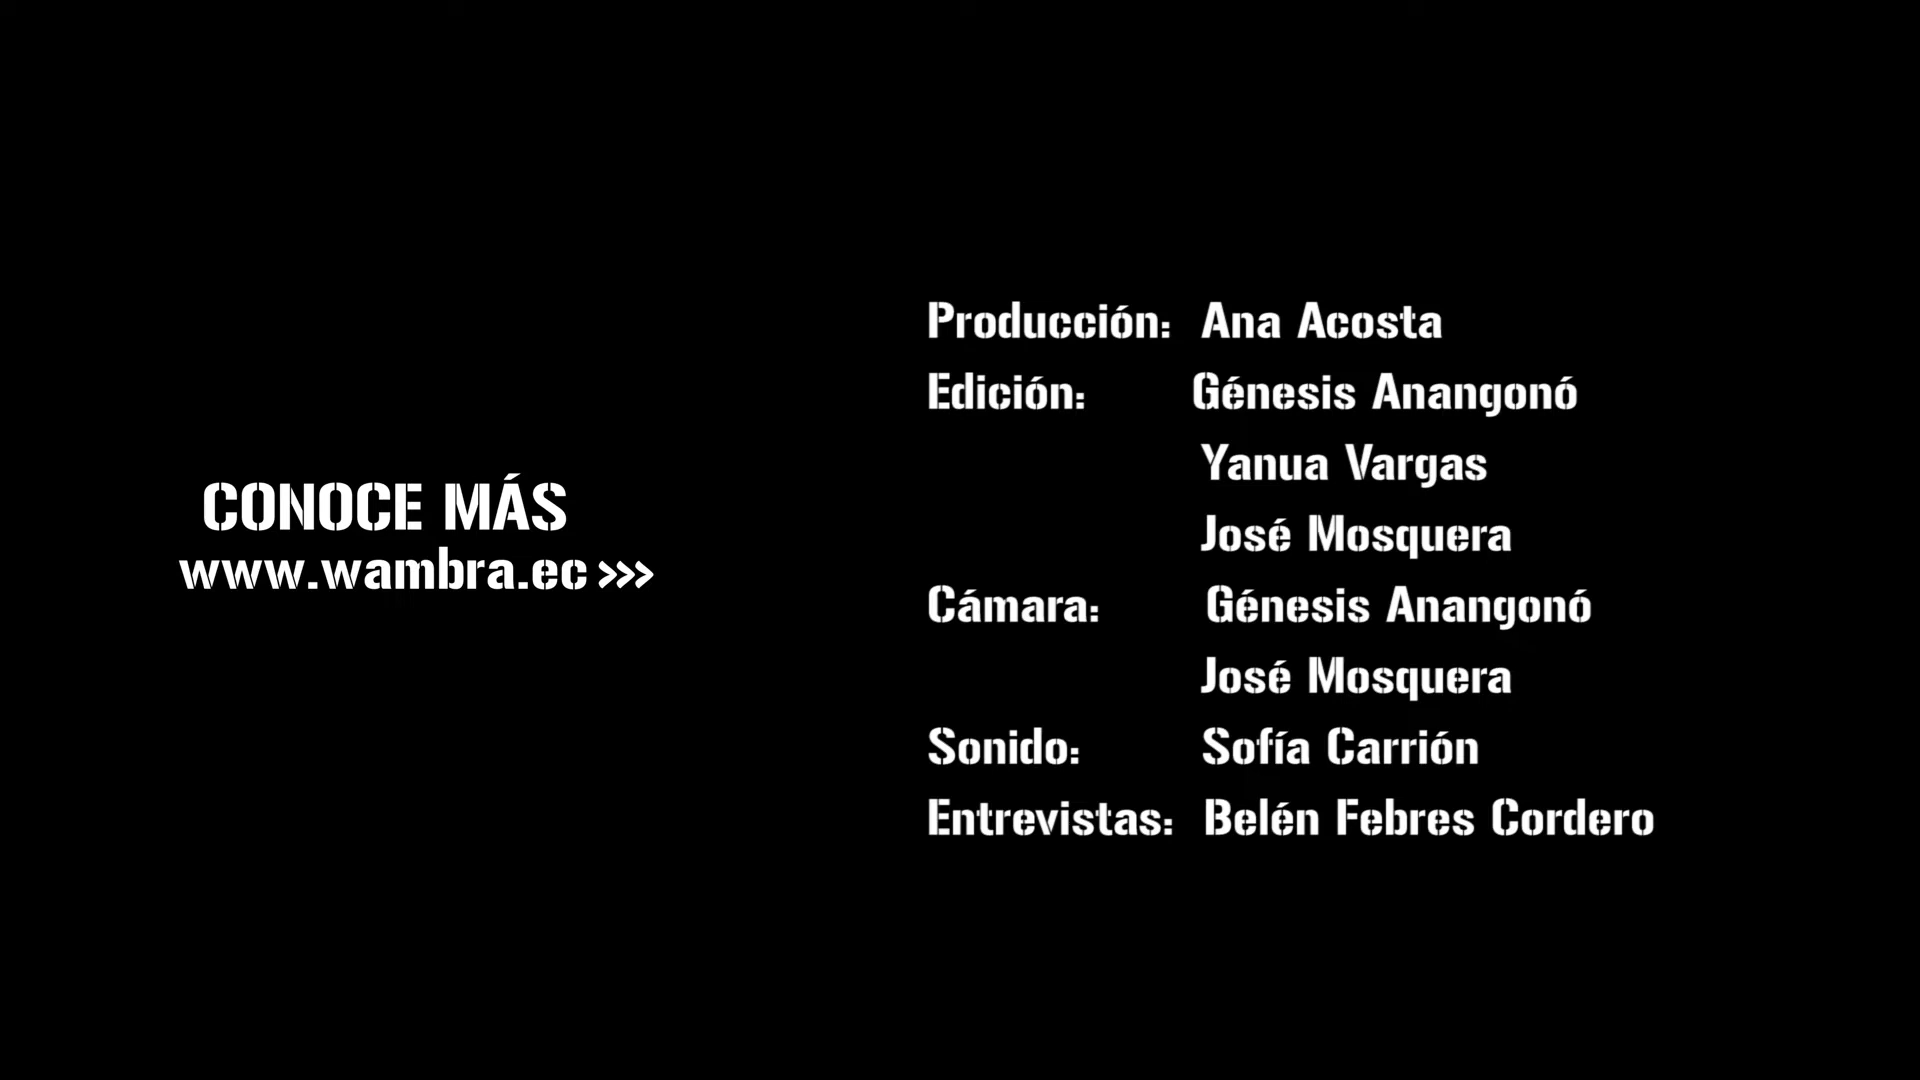 CONOCE MÁS
www.wambra.ec >>>
Producción: Ana Acosta
Edición: Génesis Anangonó
Yanua Vargas
José Mosquera
Cámara: Génesis Anangonó
José Mosquera
Sonido: Sofía Carrión
Entrevistas: Belén Febres Cordero